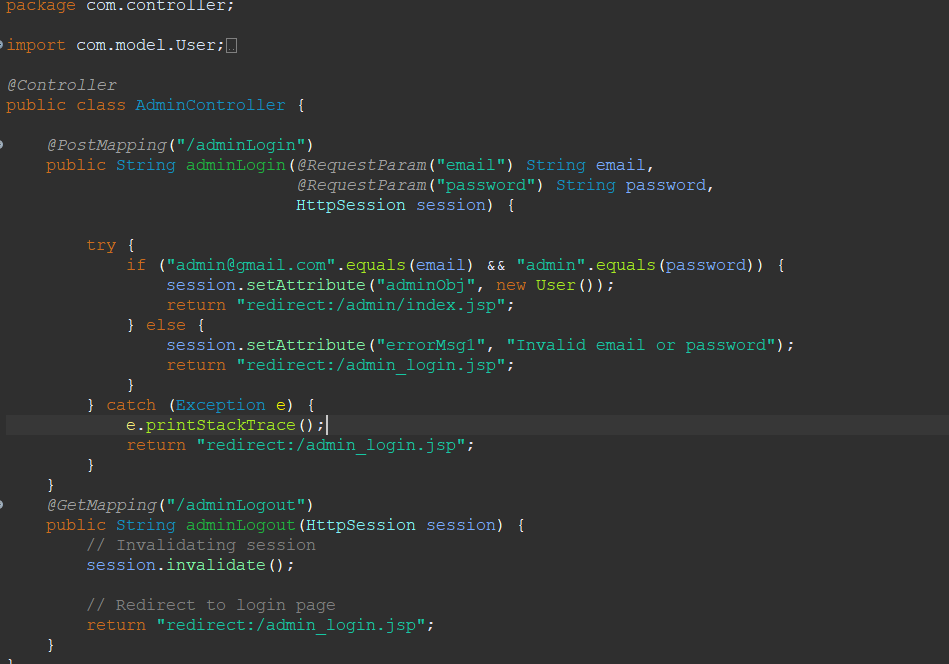 package com.controller;
import com.model.User;
@Controller
public class AdminController {
@PostMapping("/adminLogin")
public String adminLogin(@RequestParam("email") String email,
@RequestParam("password") String password,
HttpSession session) {
try {
if ("admin@gmail.com".equals(email) && "admin".equals(password)) {
session.setAttribute("adminObj", new User());
return "redirect:/admin/index.jsp";
} else {
session.setAttribute("errorMsg1", "Invalid email or password");
return "redirect:/admin_login.jsp";
}
} catch (Exception e) {
e.printStackTrace();
return "redirect:/admin_login.jsp";
}
}
@GetMapping("/adminLogout")
public String adminLogout(HttpSession session) {
// Invalidating session
session.invalidate();
// Redirect to login page
return "redirect:/admin_login.jsp";
}
}